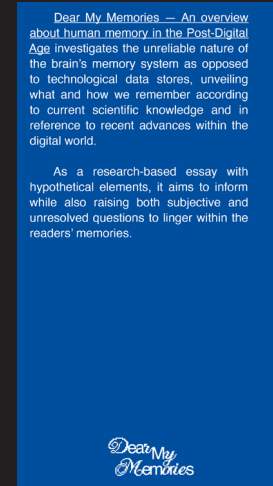 Dear My Memories — An overview
about human memory in the Post-Digital
Age investigates the unreliable nature of
the brain's memory system as opposed
to technological data stores, unveiling
what and how we remember according
to current scientific knowledge and in
reference to recent advances within the
digital world.
As a research-based essay with
hypothetical elements, it aims to inform
while also raising both subjective and
unresolved questions to linger within the
readers' memories.
Dear
My
Memories